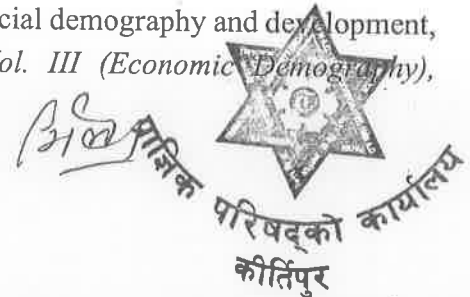 cial demography and development,
ol. III (Economic Demography),
प्राज्ञिक परिषद्को कार्यालय
कीर्तिपुर